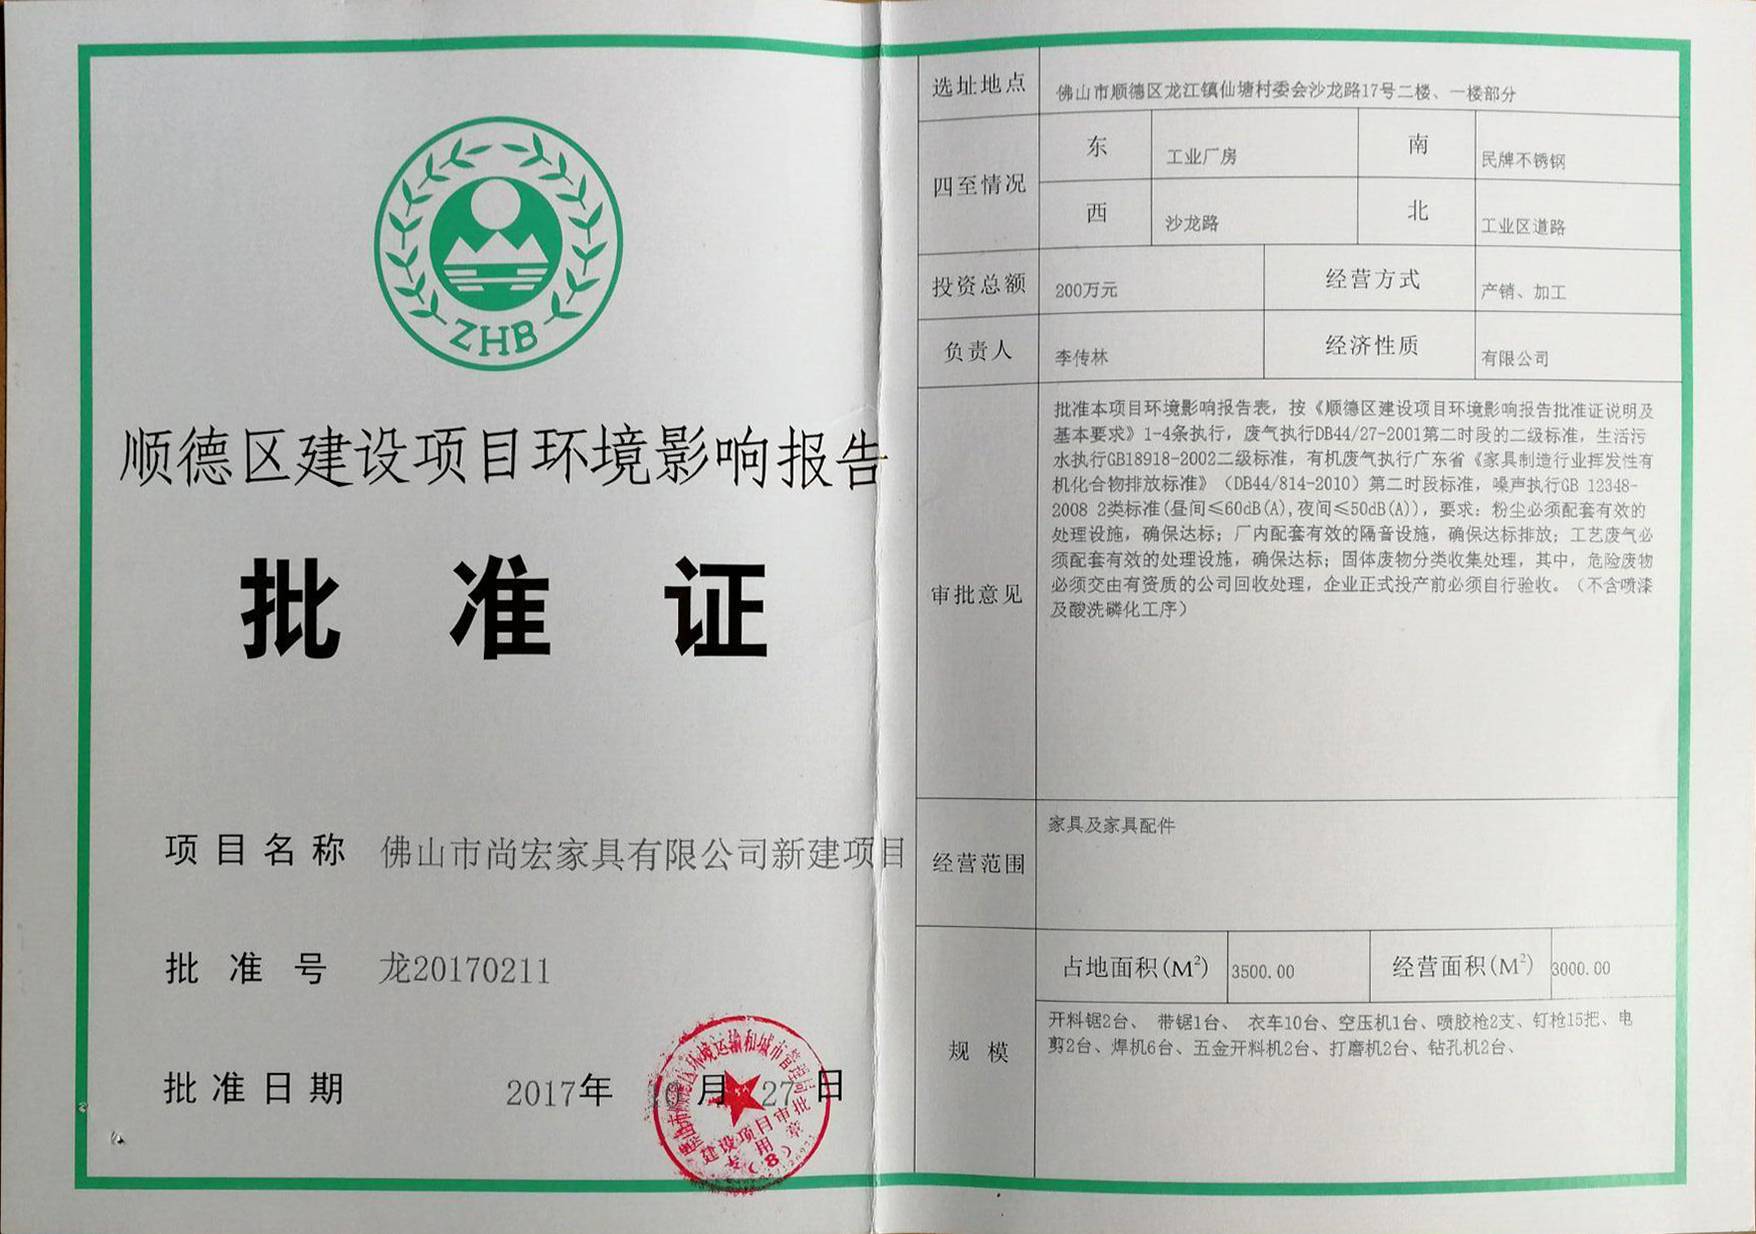 ZHB
顺德区建设项目环境影响报告
批准证
项目名称 佛山市尚宏家具有限公司新建项目
批准号 龙20170211
批准日期 2017年10月27日
环境运输和城市管理局
建设项目审批
专用章
(8)
选址地点 佛山市顺德区龙江镇仙塘村委会沙龙路17号二楼、一楼部分
四至情况
东 工业厂房 南 民牌不锈钢
西 沙龙路 北 工业区道路
投资总额 200万元 经营方式 产销、加工
负责人 李传林 经济性质 有限公司
审批意见
批准本项目环境影响报告表，按《顺德区建设项目环境影响报告批准证说明及
基本要求》1-4条执行，废气执行DB44/27-2001第二时段的二级标准，生活污
水执行GB18918-2002二级标准，有机废气执行广东省《家具制造行业挥发性有
机化合物排放标准》（DB44/814-2010）第二时段标准，噪声执行GB 12348-
2008 2类标准(昼间≤60dB(A),夜间≤50dB(A))，要求：粉尘必须配套有效的
处理设施，确保达标；厂内配套有效的隔音设施，确保达标排放；工艺废气必
须配套有效的处理设施，确保达标；固体废物分类收集处理，其中，危险废物
必须交由有资质的公司回收处理，企业正式投产前必须自行验收。（不含喷漆
及酸洗磷化工序）
经营范围 家具及家具配件
规模
占地面积(M²) 3500.00 经营面积(M²) 3000.00
开料锯2台、 带锯1台、 衣车10台、空压机1台、喷胶枪2支、钉枪15把、电
剪2台、焊机6台、五金开料机2台、打磨机2台、钻孔机2台、